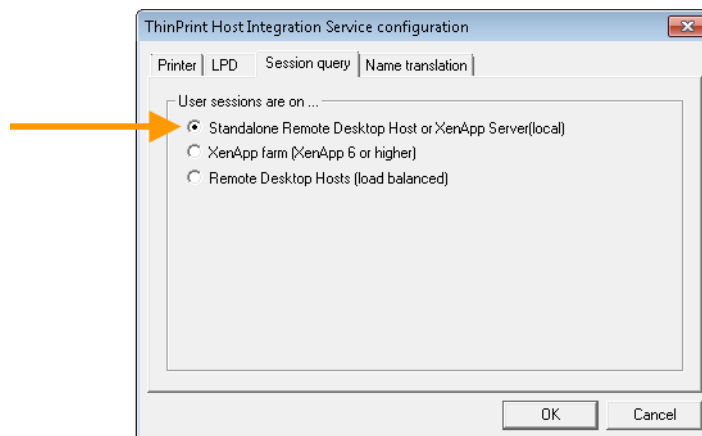 ThinPrint Host Integration Service configuration
Printer LPD Session query Name translation
User sessions are on ...
Standalone Remote Desktop Host or XenApp Server(local)
XenApp farm (XenApp 6 or higher)
Remote Desktop Hosts (load balanced)
OK Cancel